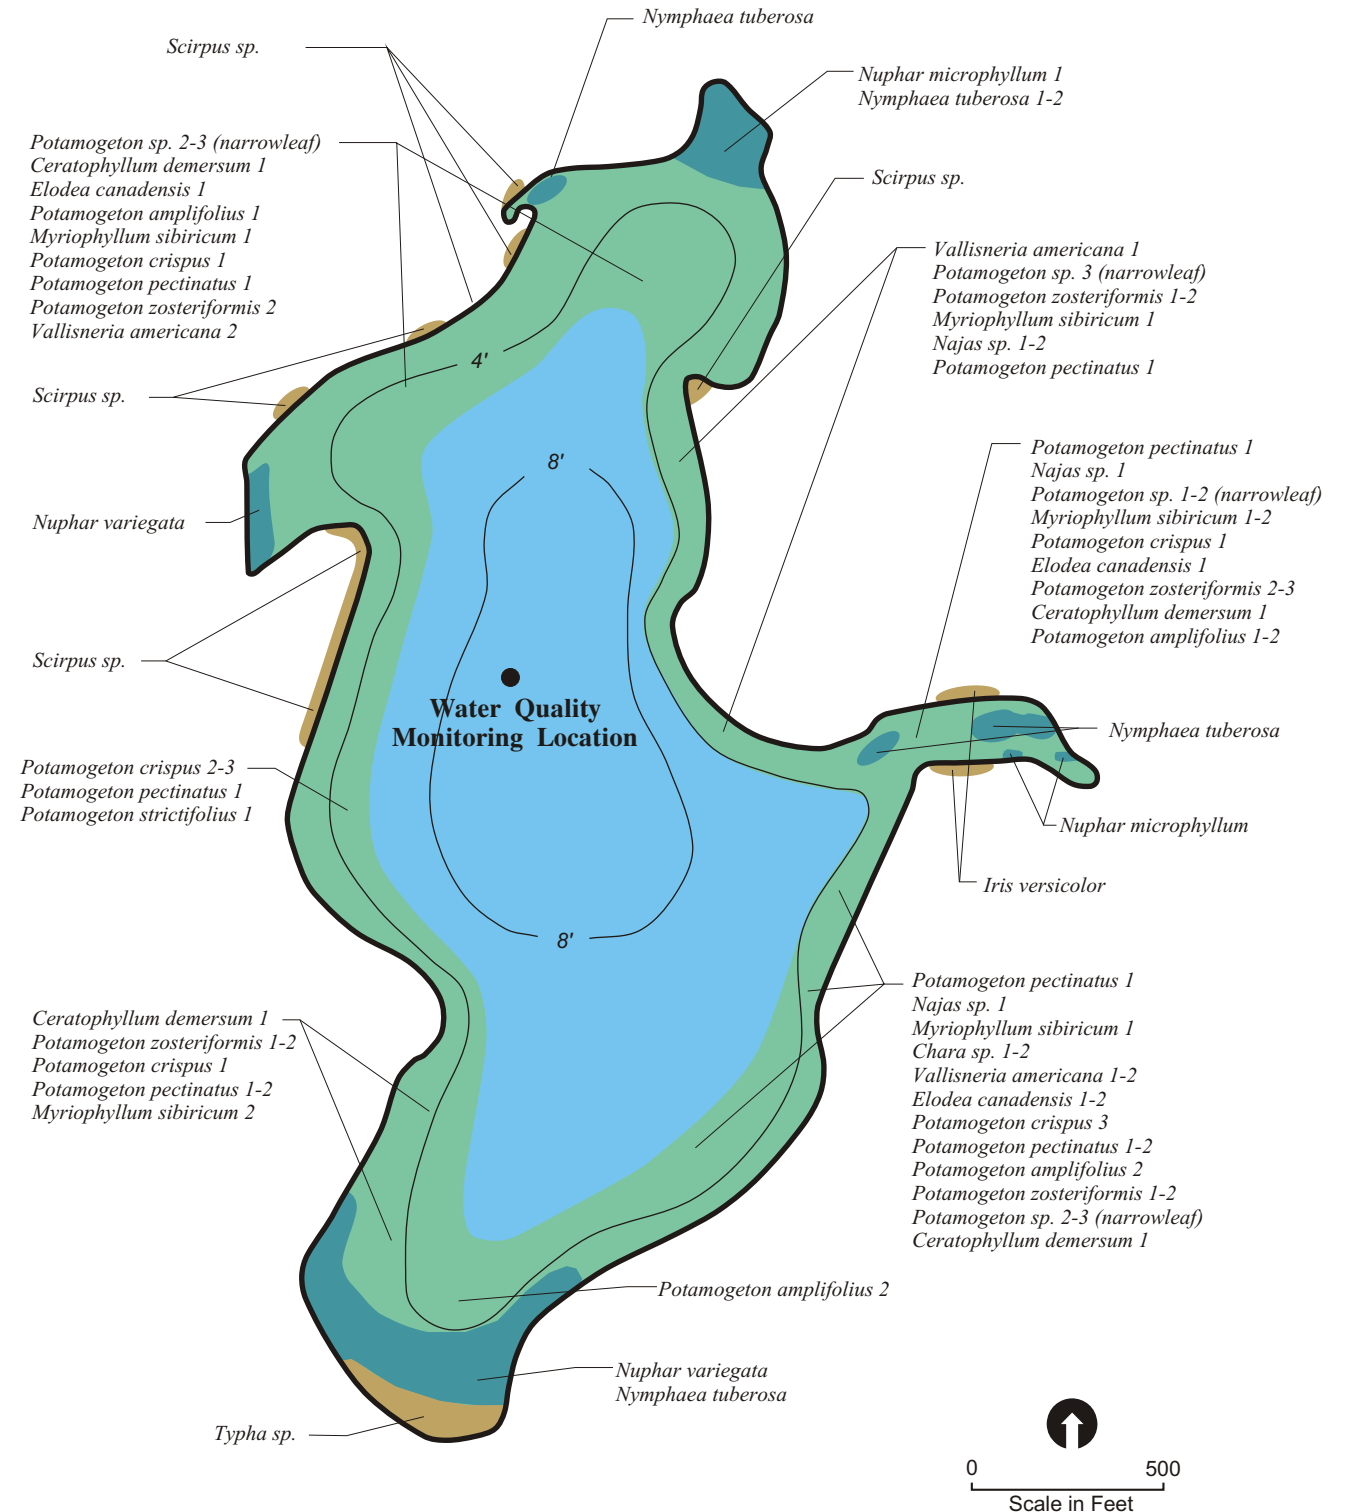 Nymphaea tuberosa
Scirpus sp.
Nuphar microphyllum 1
Nymphaea tuberosa 1-2
Potamogeton sp. 2-3 (narrowleaf)
Ceratophyllum demersum 1
Elodea canadensis 1
Potamogeton amplifolius 1
Myriophyllum sibiricum 1
Potamogeton crispus 1
Potamogeton pectinatus 1
Potamogeton zosteriformis 2
Vallisneria americana 2
Scirpus sp.
Vallisneria americana 1
Potamogeton sp. 3 (narrowleaf)
Potamogeton zosteriformis 1-2
Myriophyllum sibiricum 1
Najas sp. 1-2
Potamogeton pectinatus 1
4'
Scirpus sp.
8'
Potamogeton pectinatus 1
Najas sp. 1
Potamogeton sp. 1-2 (narrowleaf)
Myriophyllum sibiricum 1-2
Potamogeton crispus 1
Elodea canadensis 1
Potamogeton zosteriformis 2-3
Ceratophyllum demersum 1
Potamogeton amplifolius 1-2
Nuphar variegata
Scirpus sp.
Water Quality
Monitoring Location
Nymphaea tuberosa
Potamogeton crispus 2-3
Potamogeton pectinatus 1
Potamogeton strictifolius 1
Nuphar microphyllum
Iris versicolor
8'
Potamogeton pectinatus 1
Najas sp. 1
Myriophyllum sibiricum 1
Chara sp. 1-2
Vallisneria americana 1-2
Elodea canadensis 1-2
Potamogeton crispus 3
Potamogeton pectinatus 1-2
Potamogeton amplifolius 2
Potamogeton zosteriformis 1-2
Potamogeton sp. 2-3 (narrowleaf)
Ceratophyllum demersum 1
Ceratophyllum demersum 1
Potamogeton zosteriformis 1-2
Potamogeton crispus 1
Potamogeton pectinatus 1-2
Myriophyllum sibiricum 2
Potamogeton amplifolius 2
Nuphar variegata
Nymphaea tuberosa
Typha sp.
0 500
Scale in Feet